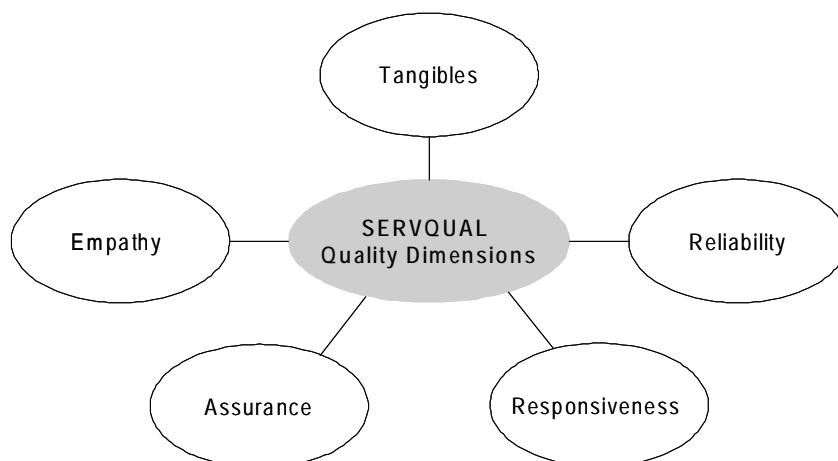 Tangibles
SERVQUAL
Quality Dimensions
Empathy
Reliability
Assurance
Responsiveness